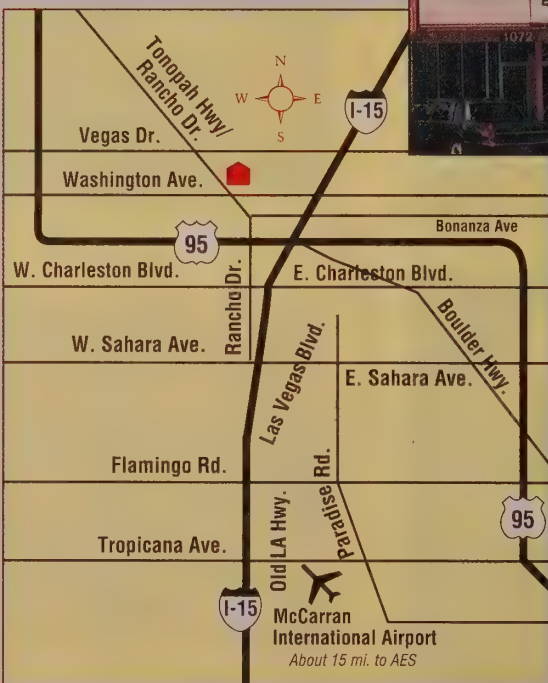 1072
Tonopah Hwy/
Rancho Dr.
N
W E
S
I-15
Vegas Dr.
Washington Ave.
Bonanza Ave
95
W. Charleston Blvd.
E. Charleston Blvd.
Rancho Dr.
Las Vegas Blvd.
Boulder Hwy.
W. Sahara Ave.
E. Sahara Ave.
Flamingo Rd.
Paradise Rd.
Old LA Hwy.
95
Tropicana Ave.
I-15
McCarran
International Airport
About 15 mi. to AES